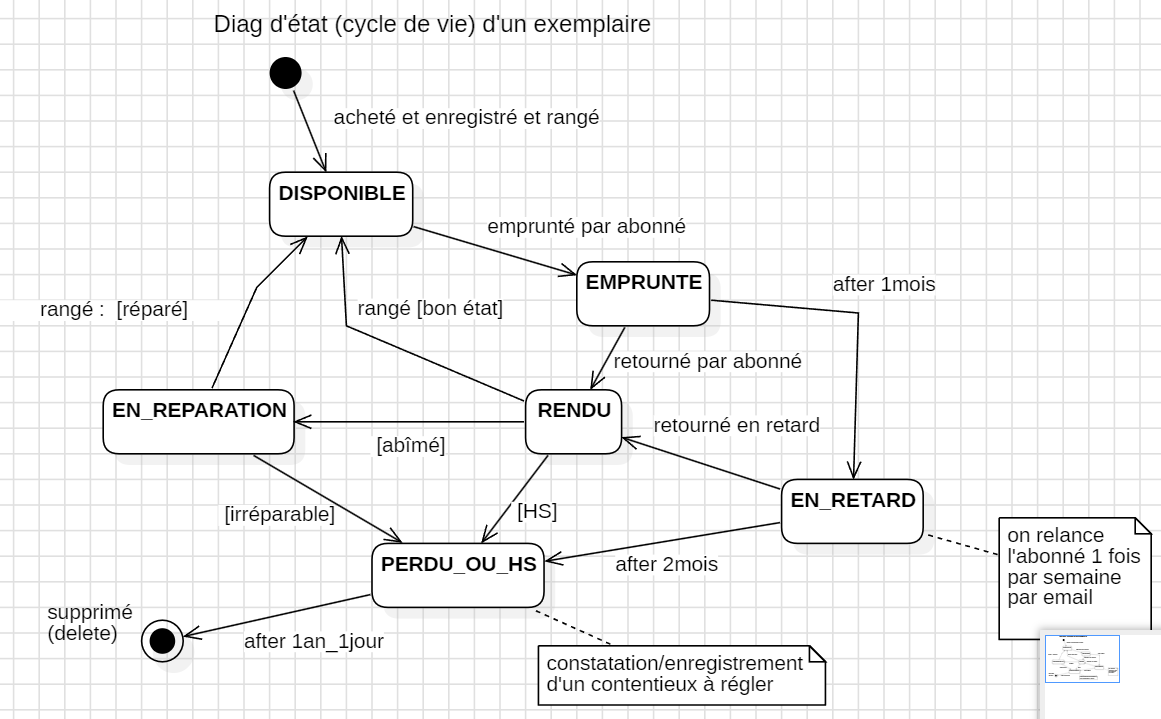 Diag d'état (cycle de vie) d'un exemplaire
acheté et enregistré et rangé
DISPONIBLE
emprunté par abonné
EMPRUNTE
after 1mois
rangé :  [réparé]
rangé [bon état]
retourné par abonné
EN_REPARATION
RENDU
retourné en retard
[abîmé]
EN_RETARD
[irréparable]
[HS]
on relance
l'abonné 1 fois
par semaine
par email
PERDU_OU_HS
after 2mois
supprimé
(delete)
after 1an_1jour
constatation/enregistrement
d'un contentieux à régler